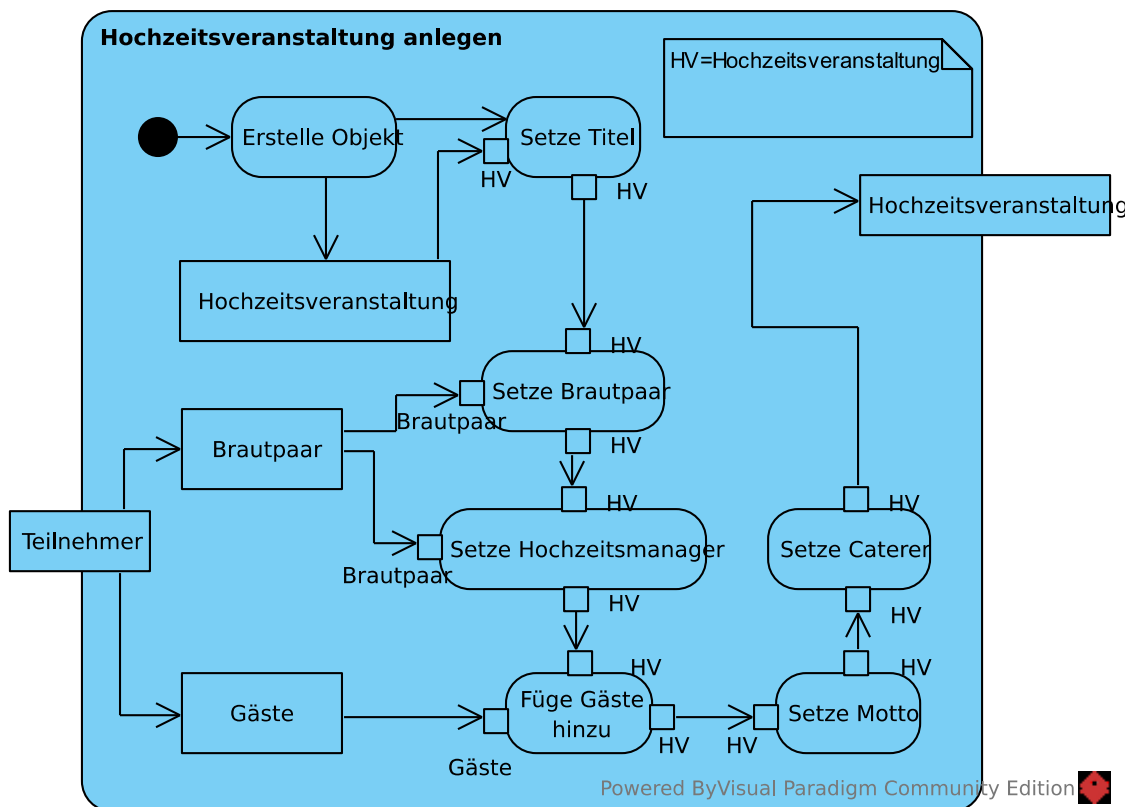 Hochzeitsveranstaltung anlegen
HV=Hochzeitsveranstaltung
Erstelle Objekt
Setze Titel
HV
HV
Hochzeitsveranstaltung
Hochzeitsveranstaltung
HV
Setze Brautpaar
Brautpaar
Brautpaar
HV
HV
HV
Teilnehmer
Setze Hochzeitsmanager
Setze Caterer
Brautpaar
HV
HV
HV
HV
Gäste
Füge Gäste
hinzu
Setze Motto
HV
HV
Gäste
Powered ByVisual Paradigm Community Edition